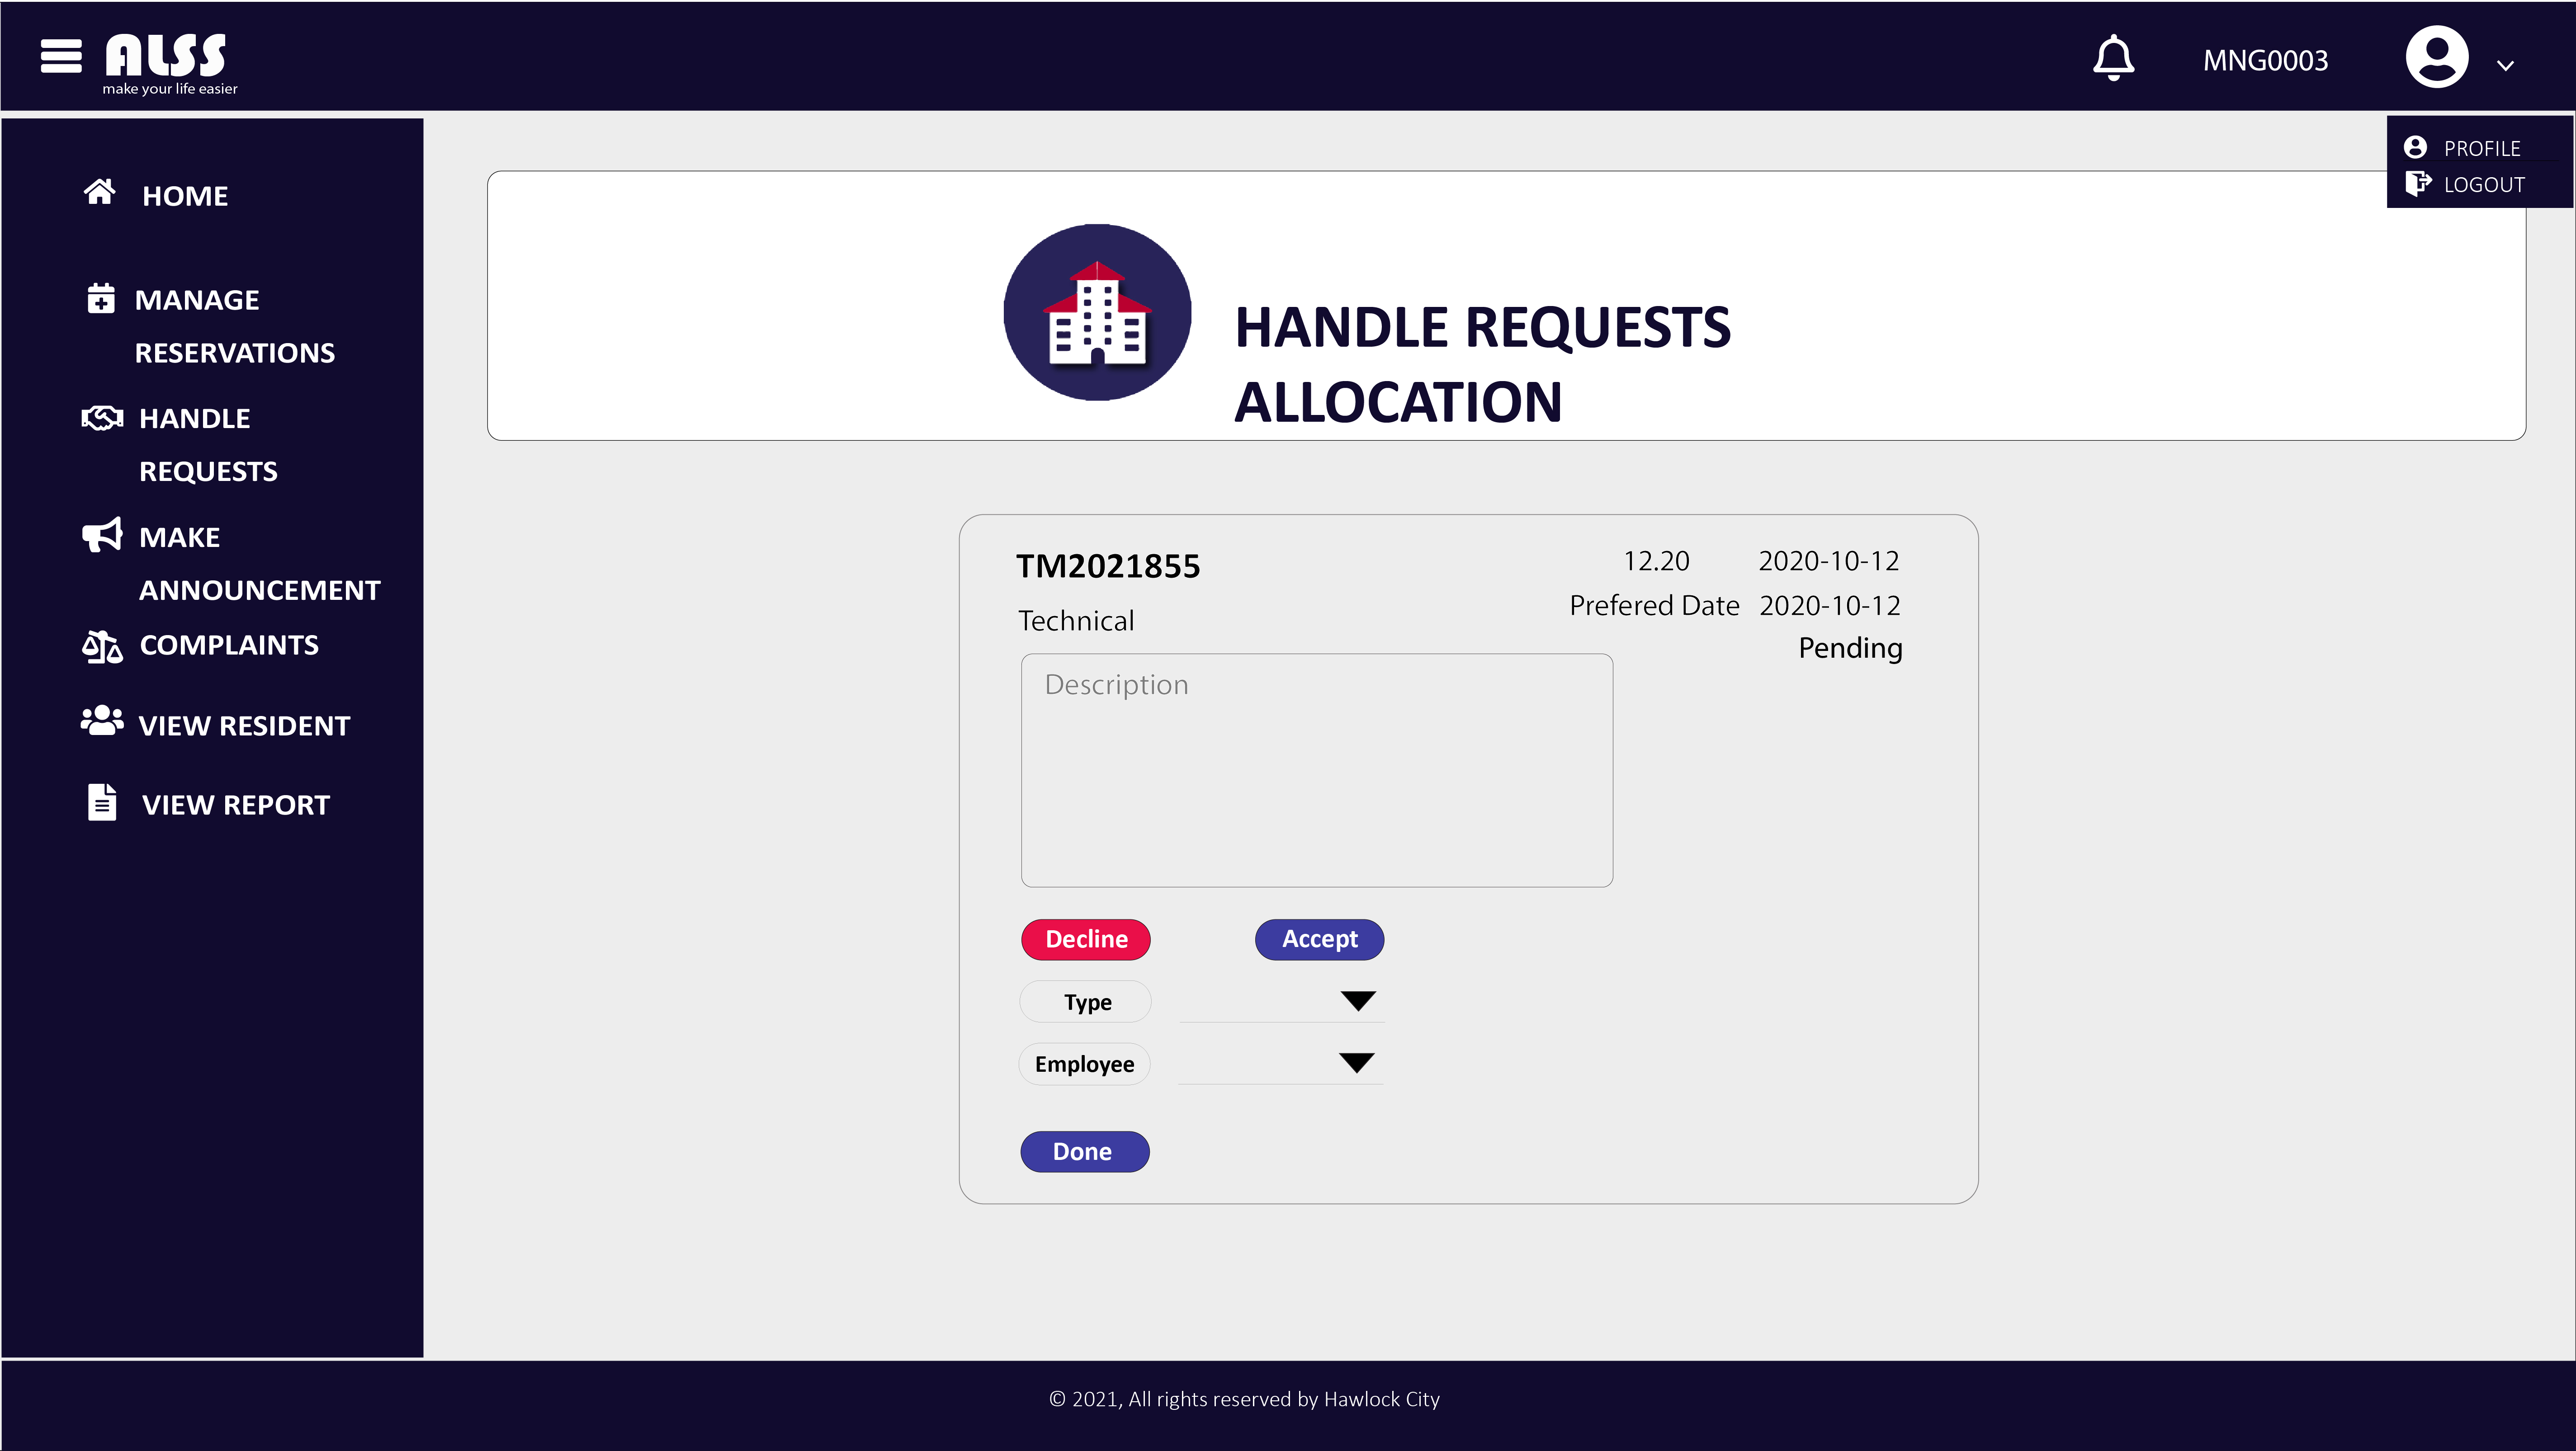 ALSS
make your life easier
MNG0003
PROFILE
LOGOUT
HOME
MANAGE
RESERVATIONS
HANDLE
REQUESTS
MAKE
ANNOUNCEMENT
COMPLAINTS
VIEW RESIDENT
VIEW REPORT
HANDLE REQUESTS
ALLOCATION
TM2021855
12.20 2020-10-12
Technical
Prefered Date 2020-10-12
Pending
Description
Decline Accept
Type
Employee
Done
© 2021, All rights reserved by Hawlock City